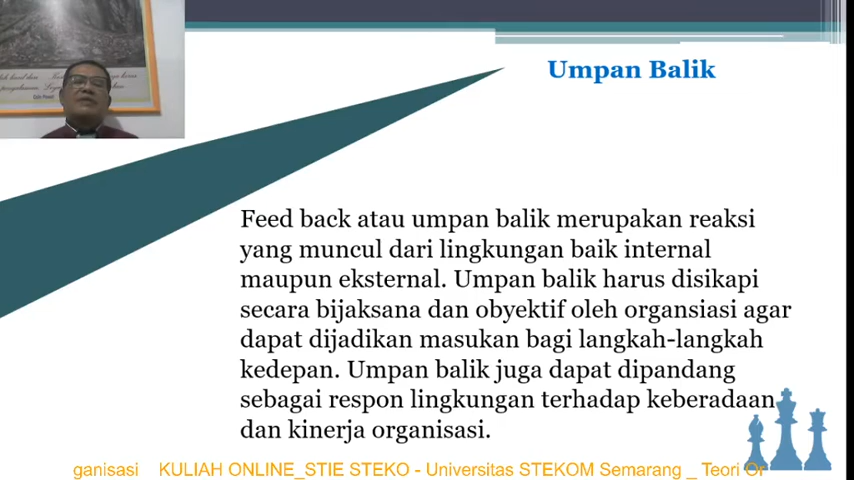 Umpan Balik
Feed back atau umpan balik merupakan reaksi
yang muncul dari lingkungan baik internal
maupun eksternal. Umpan balik harus disikapi
secara bijaksana dan obyektif oleh organsiasi agar
dapat dijadikan masukan bagi langkah-langkah
kedepan. Umpan balik juga dapat dipandang
sebagai respon lingkungan terhadap keberadaan
dan kinerja organisasi.
ganisasi KULIAH ONLINE_STIE STEKO - Universitas STEKOM Semarang _ Teori Or